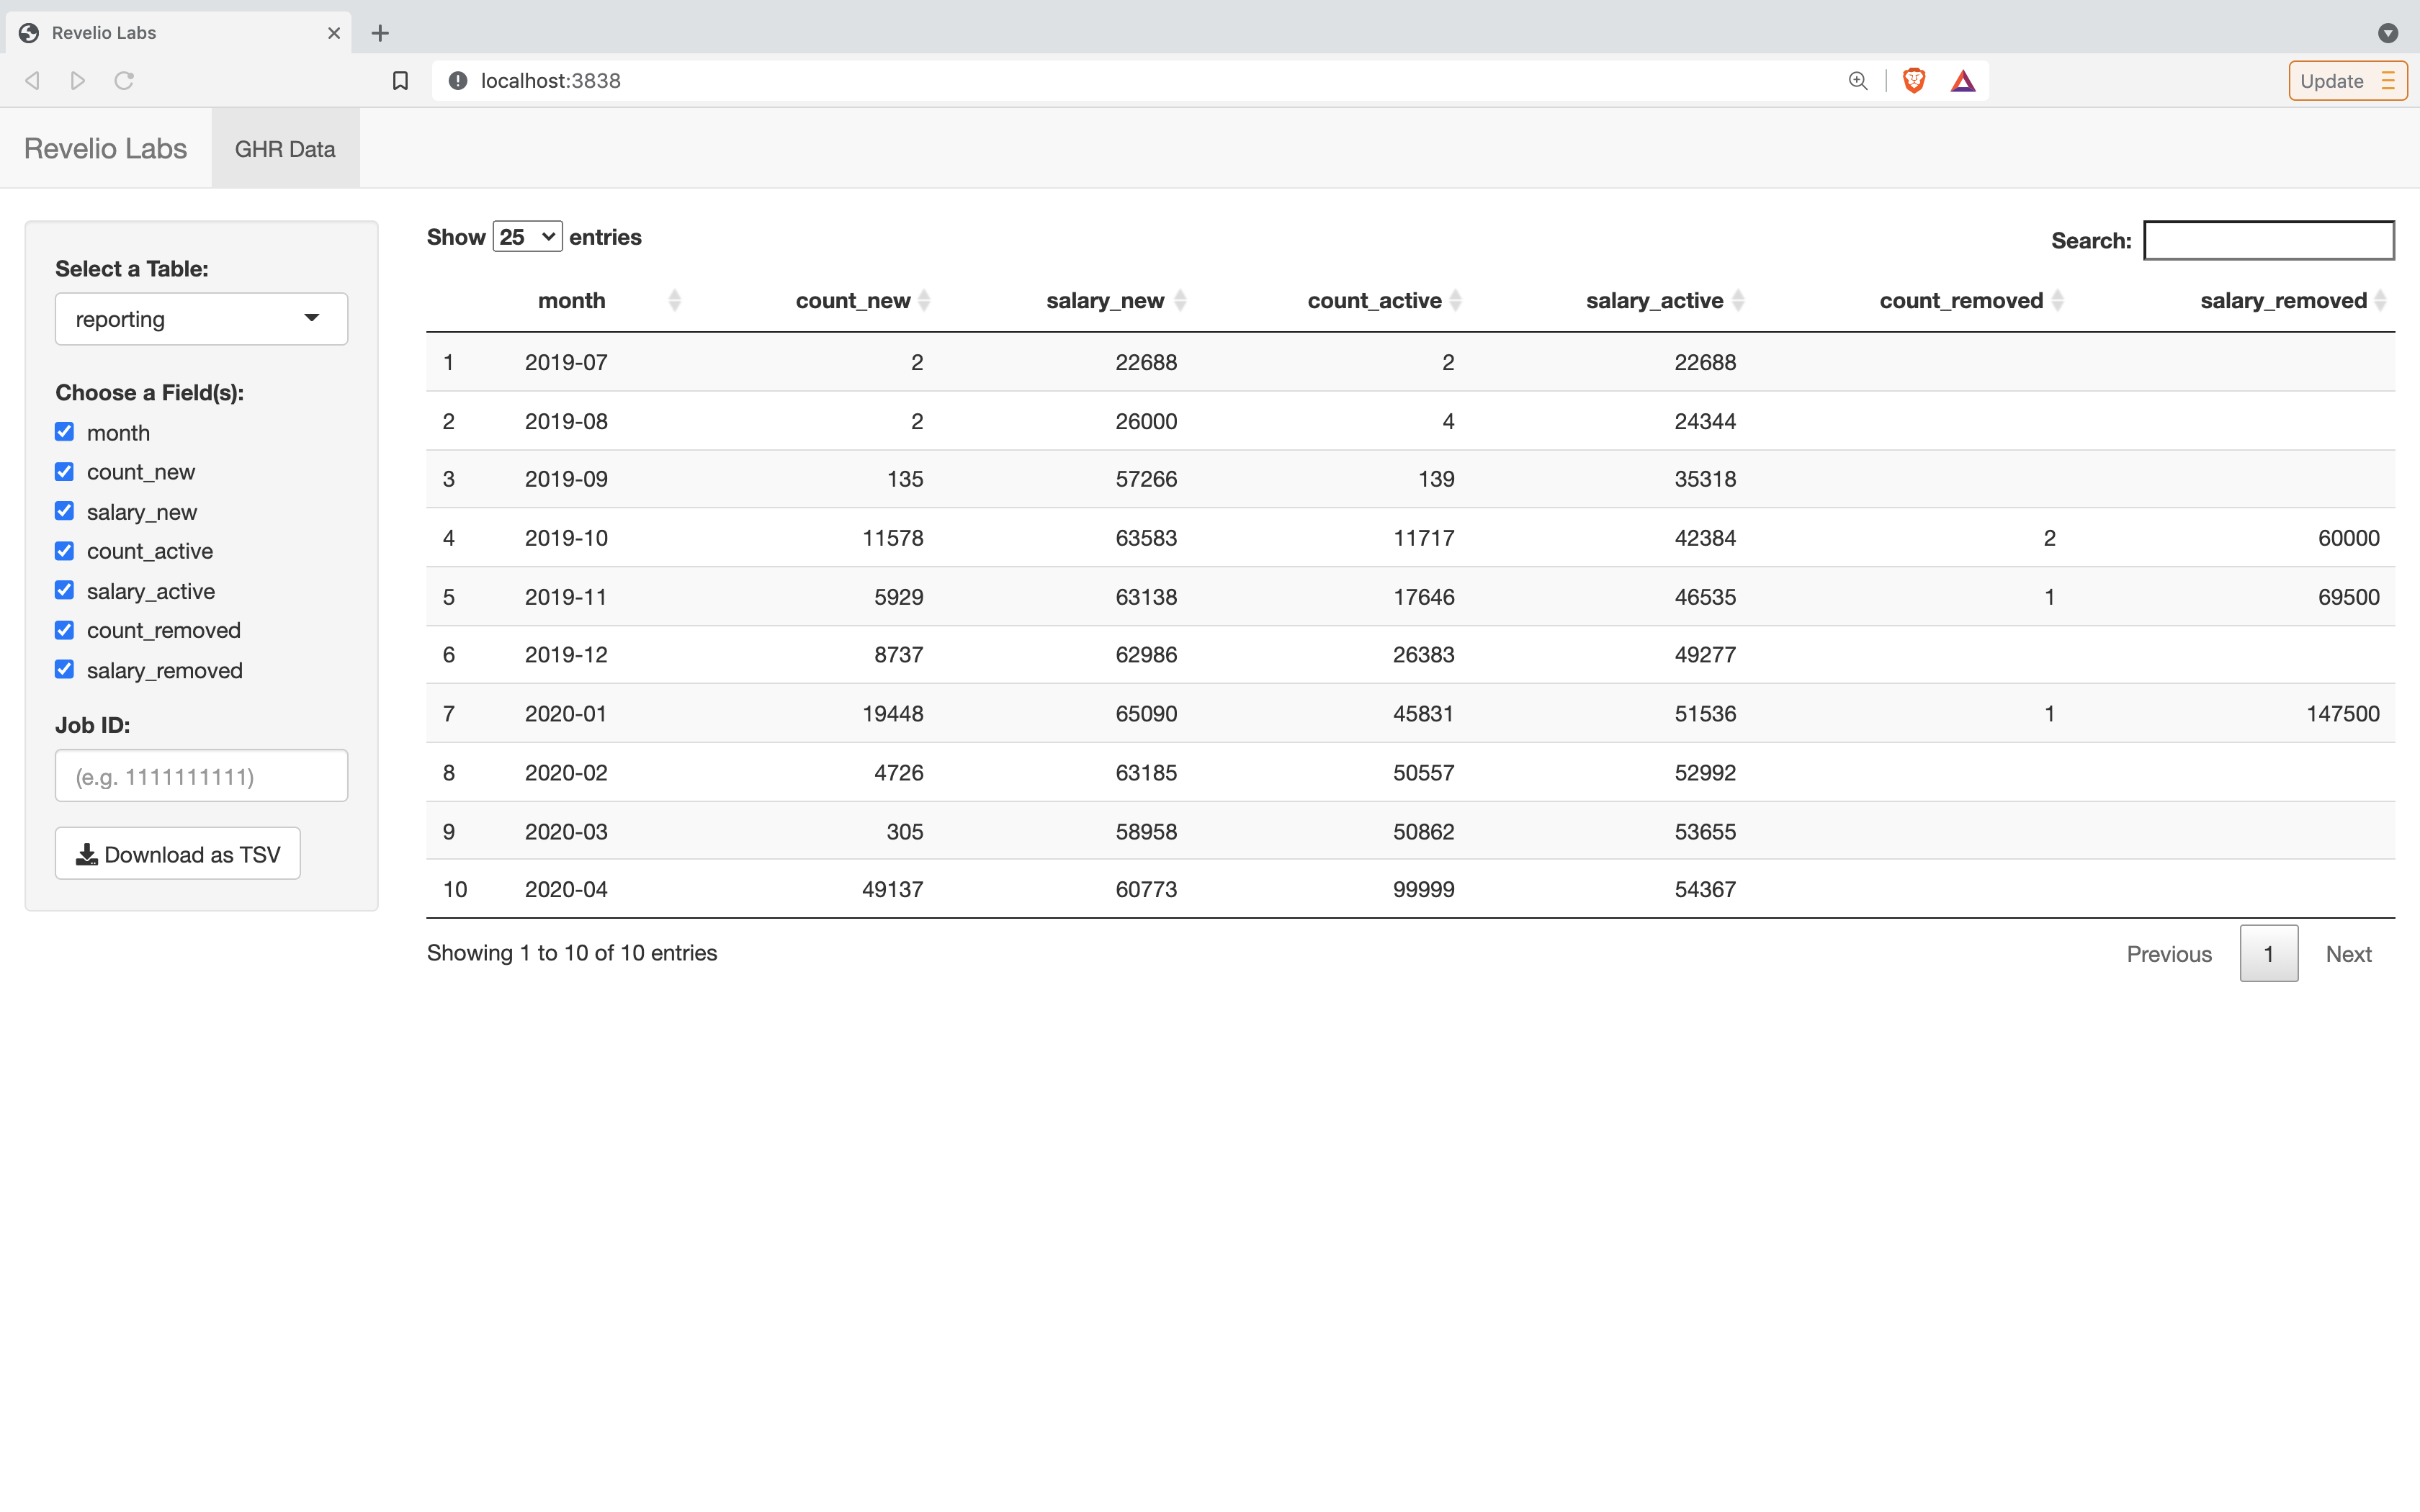 Revelio Labs
localhost:3838
Update
Revelio Labs GHR Data
Select a Table:
reporting
Choose a Field(s):
month
count_new
salary_new
count_active
salary_active
count_removed
salary_removed
Job ID:
(e.g. 1111111111)
Download as TSV
Show 25 entries
Search:
month count_new salary_new count_active salary_active count_removed salary_removed
1 2019-07 2 22688 2 22688
2 2019-08 2 26000 4 24344
3 2019-09 135 57266 139 35318
4 2019-10 11578 63583 11717 42384 2 60000
5 2019-11 5929 63138 17646 46535 1 69500
6 2019-12 8737 62986 26383 49277
7 2020-01 19448 65090 45831 51536 1 147500
8 2020-02 4726 63185 50557 52992
9 2020-03 305 58958 50862 53655
10 2020-04 49137 60773 99999 54367
Showing 1 to 10 of 10 entries
Previous 1 Next